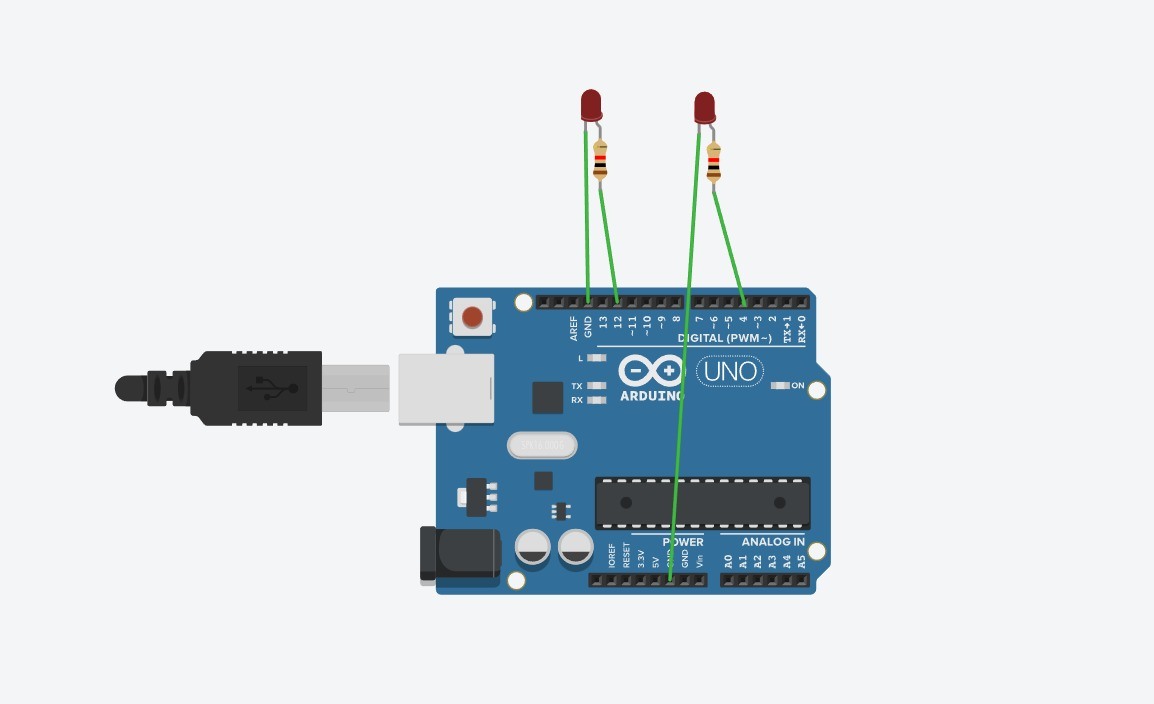 AREF
GND
13
12
~11
~10
~9
8
7
~6
~5
4
~3
2
TX→1
RX←0
DIGITAL (PWM~)
L
TX
RX
ARDUINO
UNO
ON
POWER
ANALOG IN
IOREF
RESET
3.3V
5V
GND
GND
Vin
A0
A1
A2
A3
A4
A5